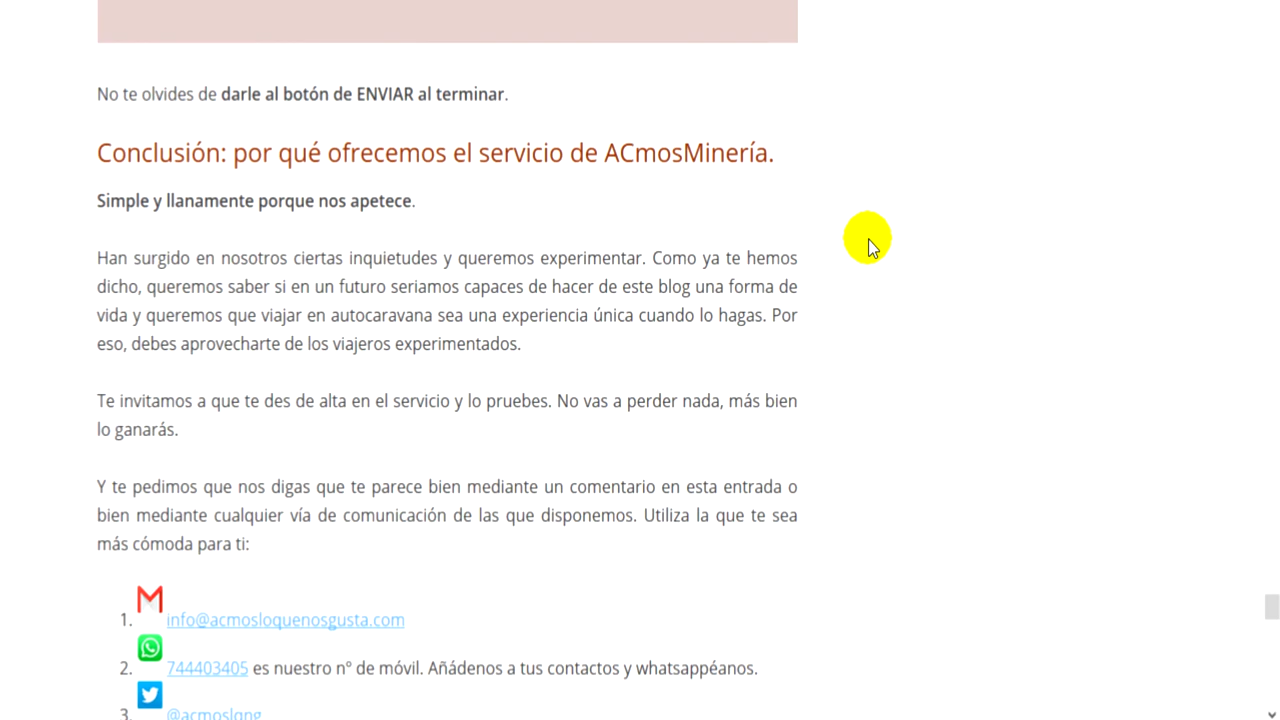 No te olvides de darle al botón de ENVIAR al terminar.
Conclusión: por qué ofrecemos el servicio de ACmosMinería.
Simple y llanamente porque nos apetece.
Han surgido en nosotros ciertas inquietudes y queremos experimentar. Como ya te hemos
dicho, queremos saber si en un futuro seriamos capaces de hacer de este blog una forma de
vida y queremos que viajar en autocaravana sea una experiencia única cuando lo hagas. Por
eso, debes aprovecharte de los viajeros experimentados.
Te invitamos a que te des de alta en el servicio y lo pruebes. No vas a perder nada, más bien
lo ganarás.
Y te pedimos que nos digas que te parece bien mediante un comentario en esta entrada o
bien mediante cualquier vía de comunicación de las que disponemos. Utiliza la que te sea
más cómoda para ti:
1. info@acmosloquenosgusta.com
2. 744403405 es nuestro nº de móvil. Añádenos a tus contactos y whatsappéanos.
3. @acmoslqng